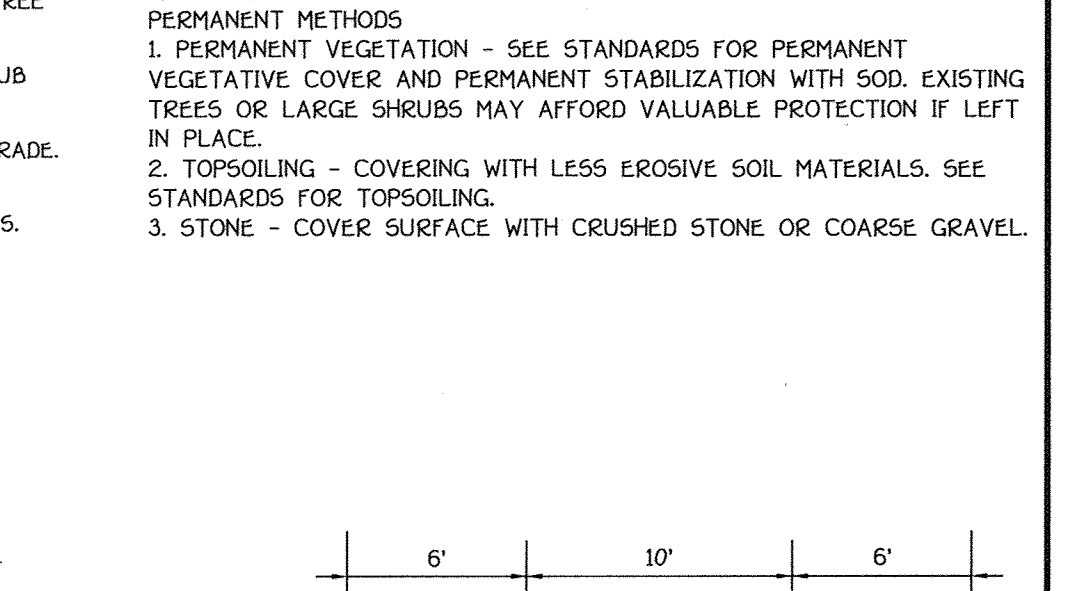 PERMANENT METHODS
1. PERMANENT VEGETATION - SEE STANDARDS FOR PERMANENT
VEGETATIVE COVER AND PERMANENT STABILIZATION WITH SOD. EXISTING
TREES OR LARGE SHRUBS MAY AFFORD VALUABLE PROTECTION IF LEFT
IN PLACE.
2. TOPSOILING - COVERING WITH LESS EROSIVE SOIL MATERIALS. SEE
STANDARDS FOR TOPSOILING.
3. STONE - COVER SURFACE WITH CRUSHED STONE OR COARSE GRAVEL.
6' 10' 6'